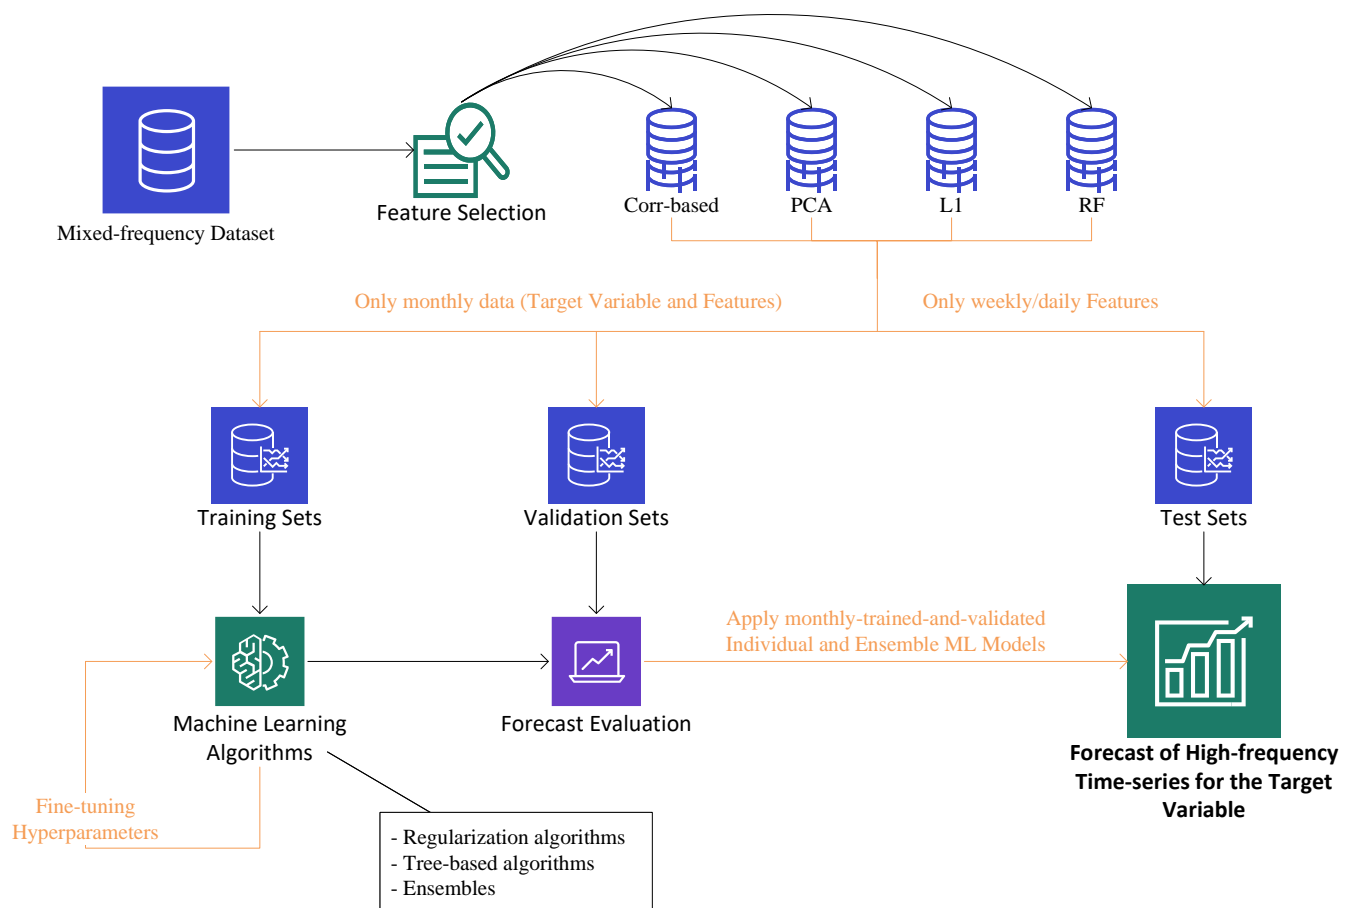 Mixed-frequency Dataset
Feature Selection
Corr-based
PCA
L1
RF
Only monthly data (Target Variable and Features)
Only weekly/daily Features
Training Sets
Validation Sets
Test Sets
Machine Learning
Algorithms
Forecast Evaluation
Apply monthly-trained-and-validated
Individual and Ensemble ML Models
Forecast of High-frequency
Time-series for the Target
Variable
Fine-tuning
Hyperparameters
- Regularization algorithms
- Tree-based algorithms
- Ensembles